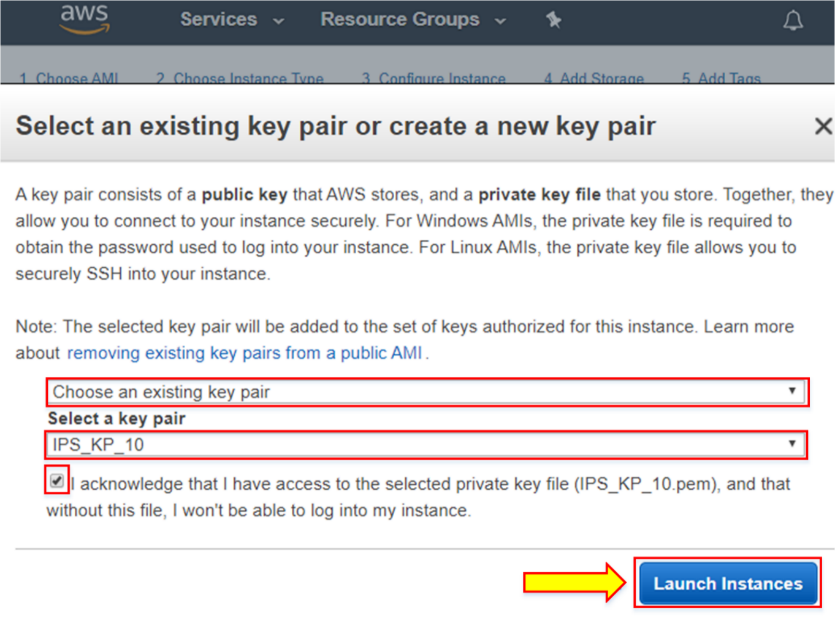 aws Services Resource Groups
1. Choose AMI 2. Choose Instance Type 3. Configure Instance 4. Add Storage 5. Add Tags
Select an existing key pair or create a new key pair
A key pair consists of a public key that AWS stores, and a private key file that you store. Together, they
allow you to connect to your instance securely. For Windows AMIs, the private key file is required to
obtain the password used to log into your instance. For Linux AMIs, the private key file allows you to
securely SSH into your instance.
Note: The selected key pair will be added to the set of keys authorized for this instance. Learn more
about removing existing key pairs from a public AMI .
Choose an existing key pair
Select a key pair
IPS_KP_10
I acknowledge that I have access to the selected private key file (IPS_KP_10.pem), and that
without this file, I won't be able to log into my instance.
Launch Instances